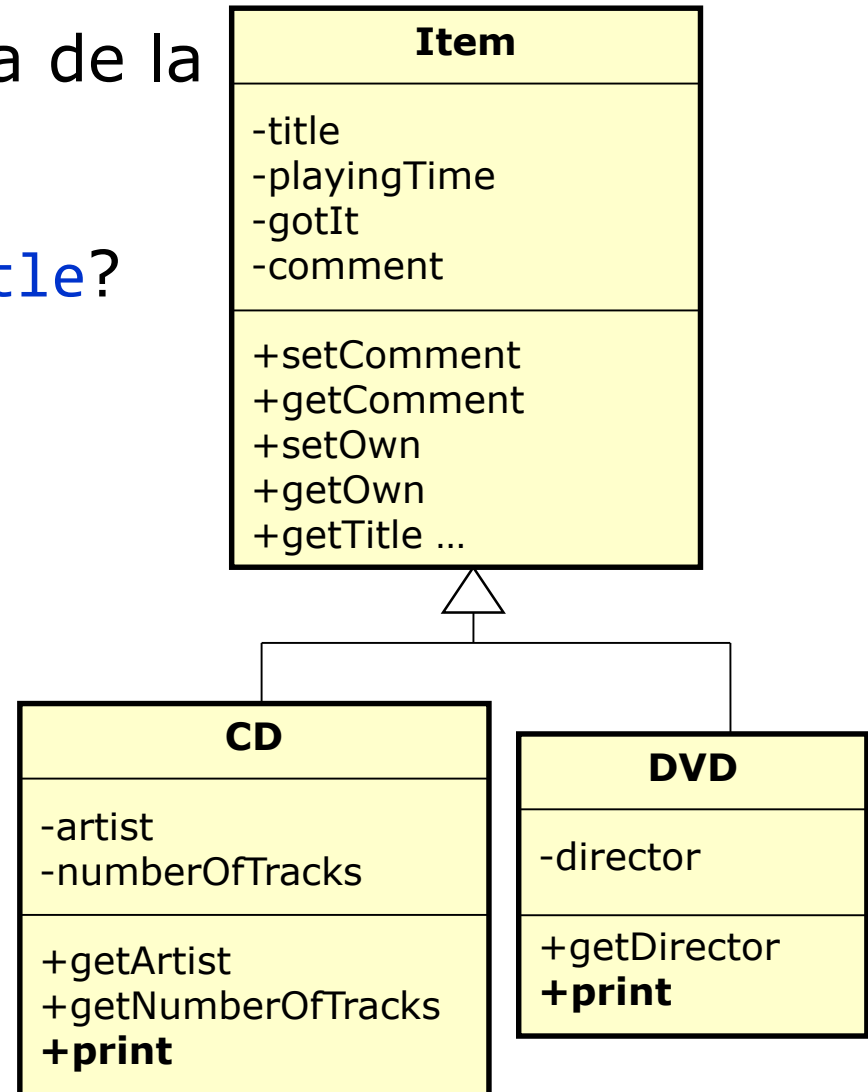 a de la
tle?
Item
-title
-playingTime
-gotIt
-comment
+setComment
+getComment
+setOwn
+getOwn
+getTitle …
CD
-artist
-numberOfTracks
+getArtist
+getNumberOfTracks
+print
DVD
-director
+getDirector
+print